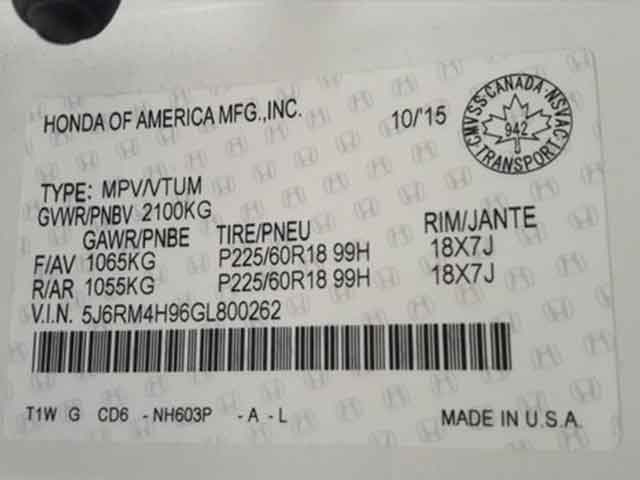 HONDA OF AMERICA MFG., INC. 10/'15
CMVSS·CANADA·NSVAC·TRANSPORT
942
TYPE: MPV/VTUM
GVWR/PNBV 2100KG
GAWR/PNBE TIRE/PNEU RIM/JANTE
F/AV 1065KG P225/60R18 99H 18X7J
R/AR 1055KG P225/60R18 99H 18X7J
V.I.N. 5J6RM4H96GL800262
T1W G CD6 -NH603P -A -L MADE IN U.S.A.